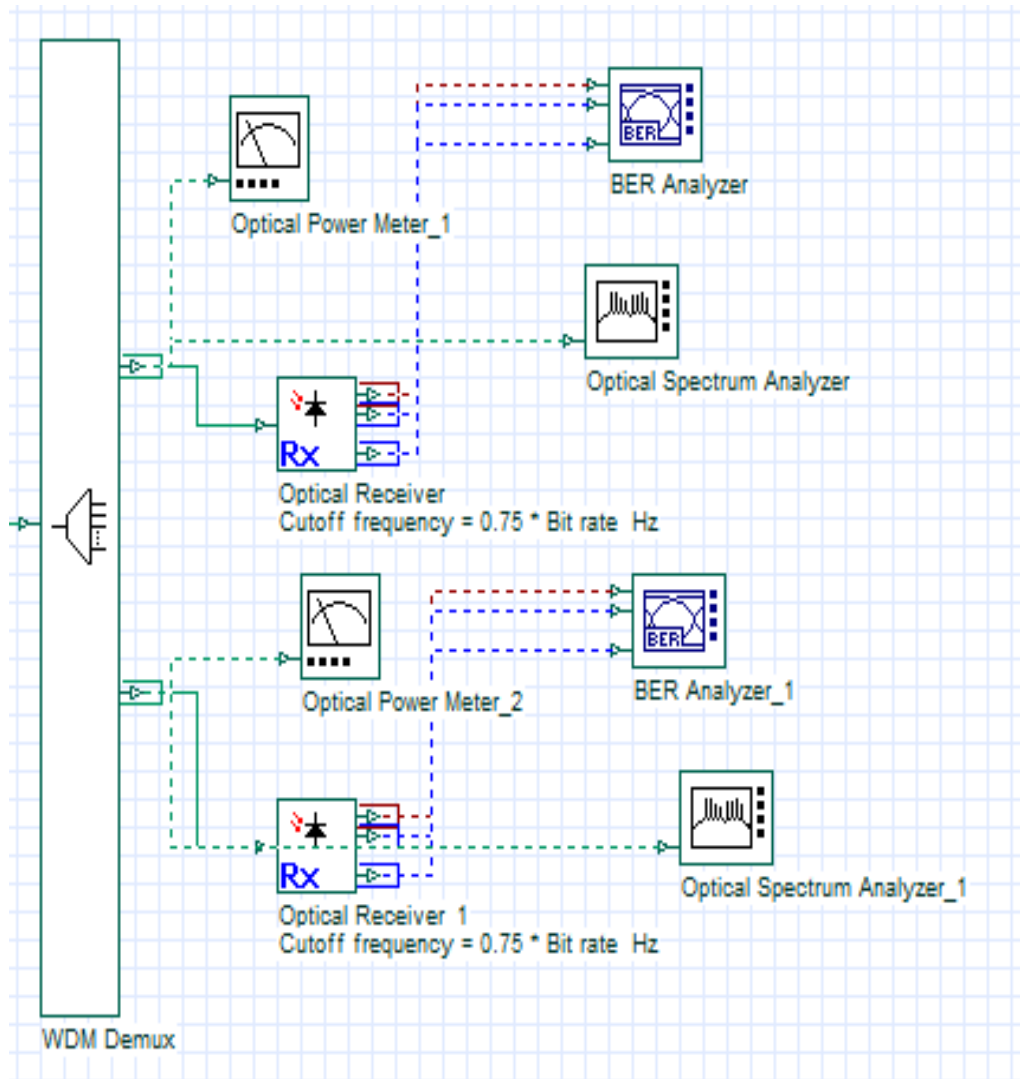 BER
BER Analyzer
Optical Power Meter_1
Optical Spectrum Analyzer
Rx
Optical Receiver
Cutoff frequency = 0.75 * Bit rate  Hz
BER
BER Analyzer_1
Optical Power Meter_2
Rx
Optical Spectrum Analyzer_1
Optical Receiver 1
Cutoff frequency = 0.75 * Bit rate  Hz
WDM Demux